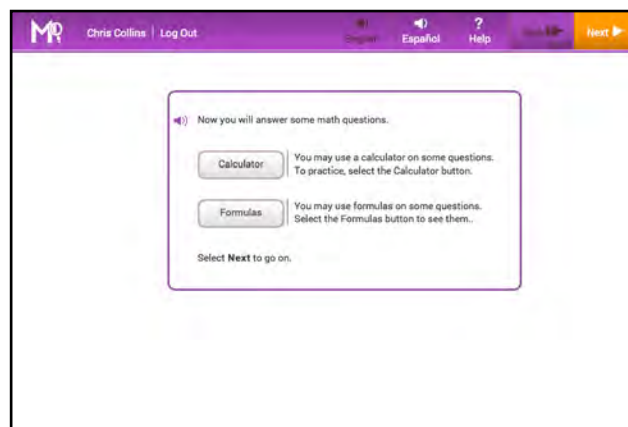 MP Chris Collins | Log Out English Español ? Help Next
Now you will answer some math questions.
Calculator
You may use a calculator on some questions.
To practice, select the Calculator button.
Formulas
You may use formulas on some questions.
Select the Formulas button to see them..
Select Next to go on.